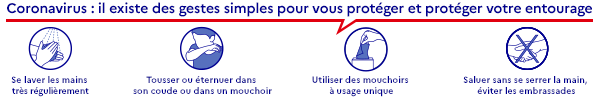 Coronavirus : il existe des gestes simples pour vous protéger et protéger votre entourage
Se laver les mains
très régulièrement
Tousser ou éternuer dans
son coude ou dans un mouchoir
Utiliser des mouchoirs
à usage unique
Saluer sans se serrer la main,
éviter les embrassades